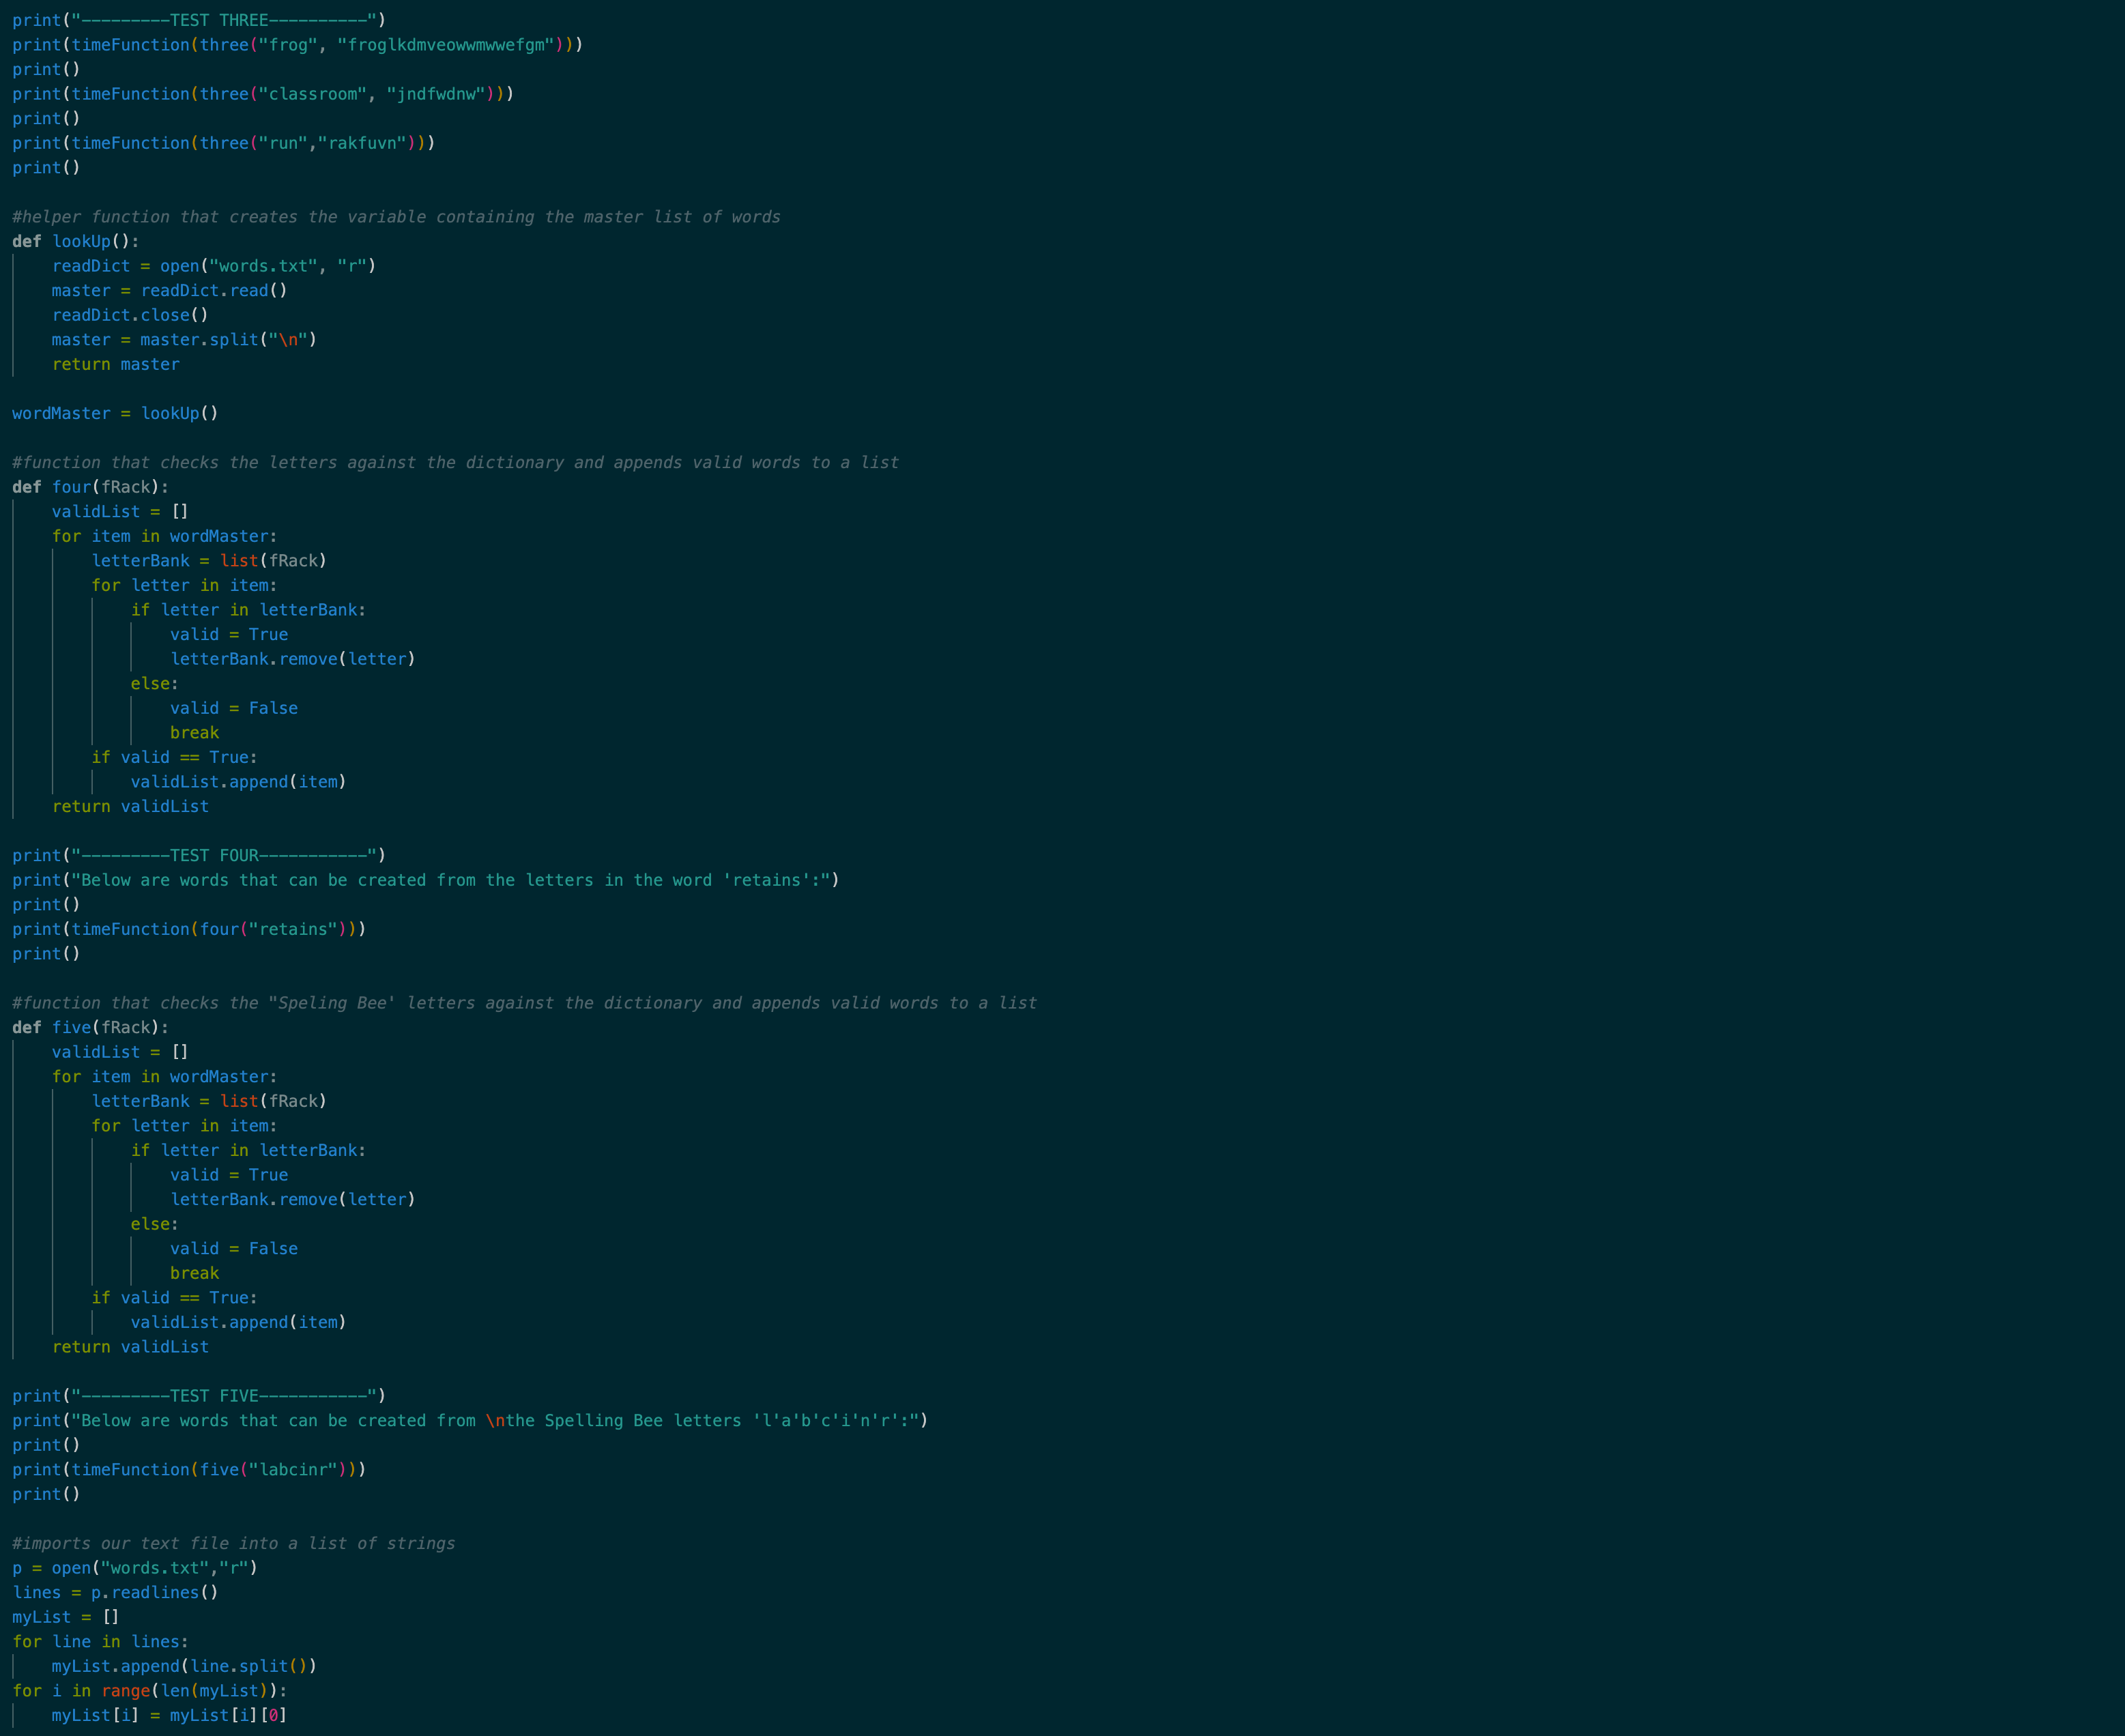 print("---------TEST THREE----------")
print(timeFunction(three("frog", "froglkdmveowwmwwefgm")))
print()
print(timeFunction(three("classroom", "jndfwdnw")))
print()
print(timeFunction(three("run","rakfuvn")))
print()

#helper function that creates the variable containing the master list of words
def lookUp():
    readDict = open("words.txt", "r")
    master = readDict.read()
    readDict.close()
    master = master.split("\n")
    return master

wordMaster = lookUp()

#function that checks the letters against the dictionary and appends valid words to a list
def four(fRack):
    validList = []
    for item in wordMaster:
        letterBank = list(fRack)
        for letter in item:
            if letter in letterBank:
                valid = True
                letterBank.remove(letter)
            else:
                valid = False
                break
        if valid == True:
            validList.append(item)
    return validList

print("---------TEST FOUR-----------")
print("Below are words that can be created from the letters in the word 'retains':")
print()
print(timeFunction(four("retains")))
print()

#function that checks the "Speling Bee' letters against the dictionary and appends valid words to a list
def five(fRack):
    validList = []
    for item in wordMaster:
        letterBank = list(fRack)
        for letter in item:
            if letter in letterBank:
                valid = True
                letterBank.remove(letter)
            else:
                valid = False
                break
        if valid == True:
            validList.append(item)
    return validList

print("---------TEST FIVE-----------")
print("Below are words that can be created from \nthe Spelling Bee letters 'l'a'b'c'i'n'r':")
print()
print(timeFunction(five("labcinr")))
print()

#imports our text file into a list of strings
p = open("words.txt","r")
lines = p.readlines()
myList = []
for line in lines:
    myList.append(line.split())
for i in range(len(myList)):
    myList[i] = myList[i][0]